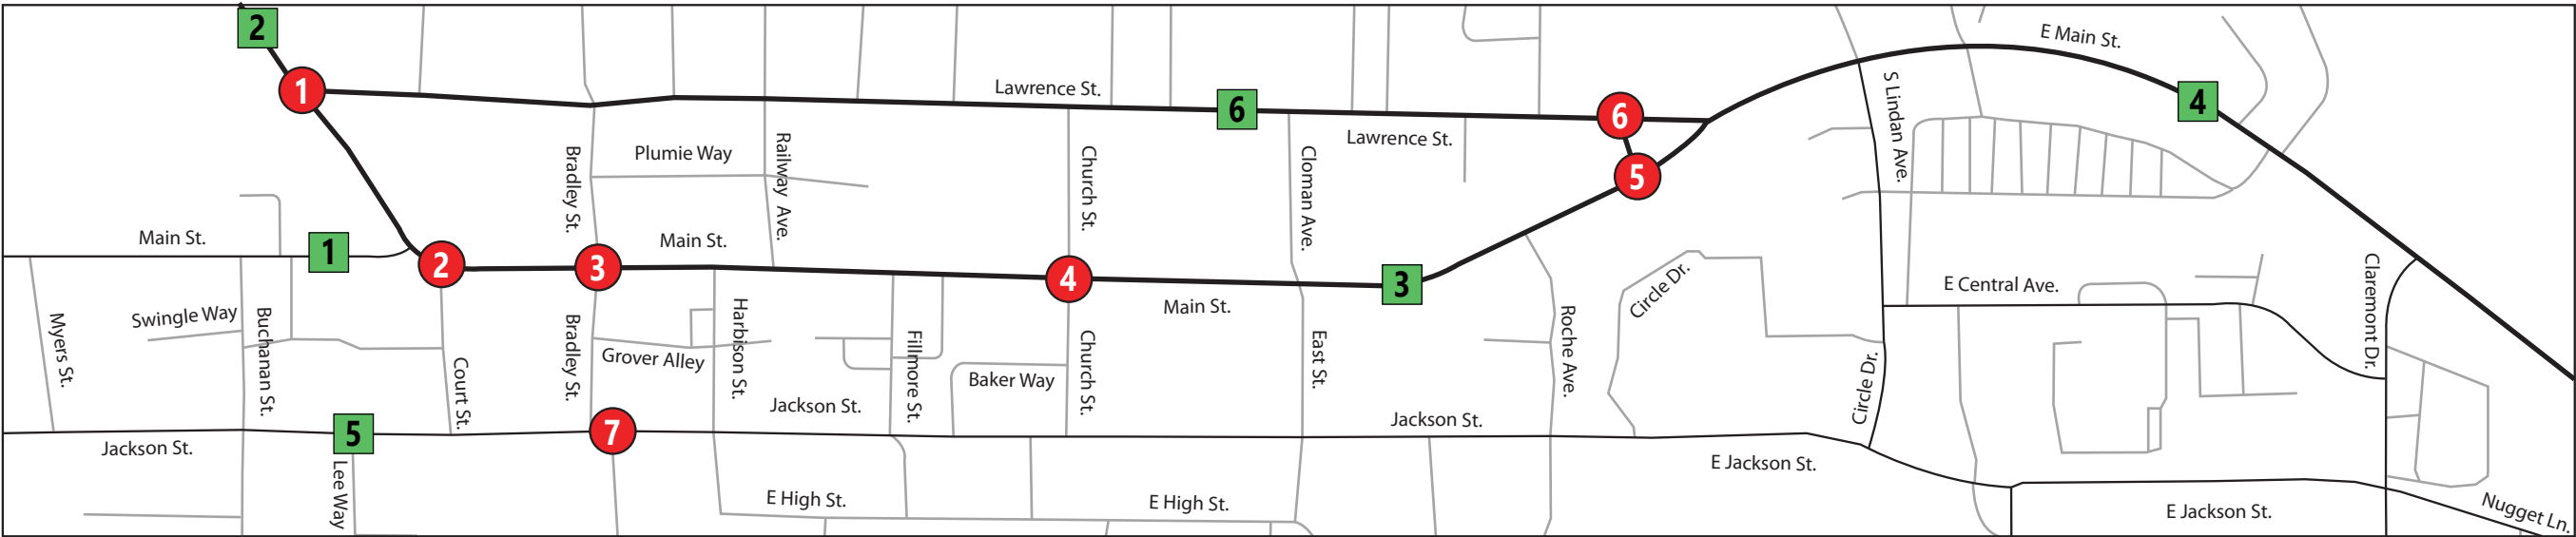 2
E Main St.
1
Lawrence St.
6
6
4
S Lindan Ave.
Lawrence St.
Plumie Way
Bradley St.
Railway Ave.
Church St.
Cloman Ave.
5
Main St.
1
2
3
Main St.
4
Main St.
3
Circle Dr.
E Central Ave.
Claremont Dr.
Myers St.
Swingle Way
Buchanan St.
Court St.
Bradley St.
Grover Alley
Harbison St.
Fillmore St.
Baker Way
Church St.
East St.
Roche Ave.
Circle Dr.
Jackson St.
Jackson St.
Jackson St.
5
7
E Jackson St.
Lee Way
E High St.
E High St.
E Jackson St.
Nugget Ln.